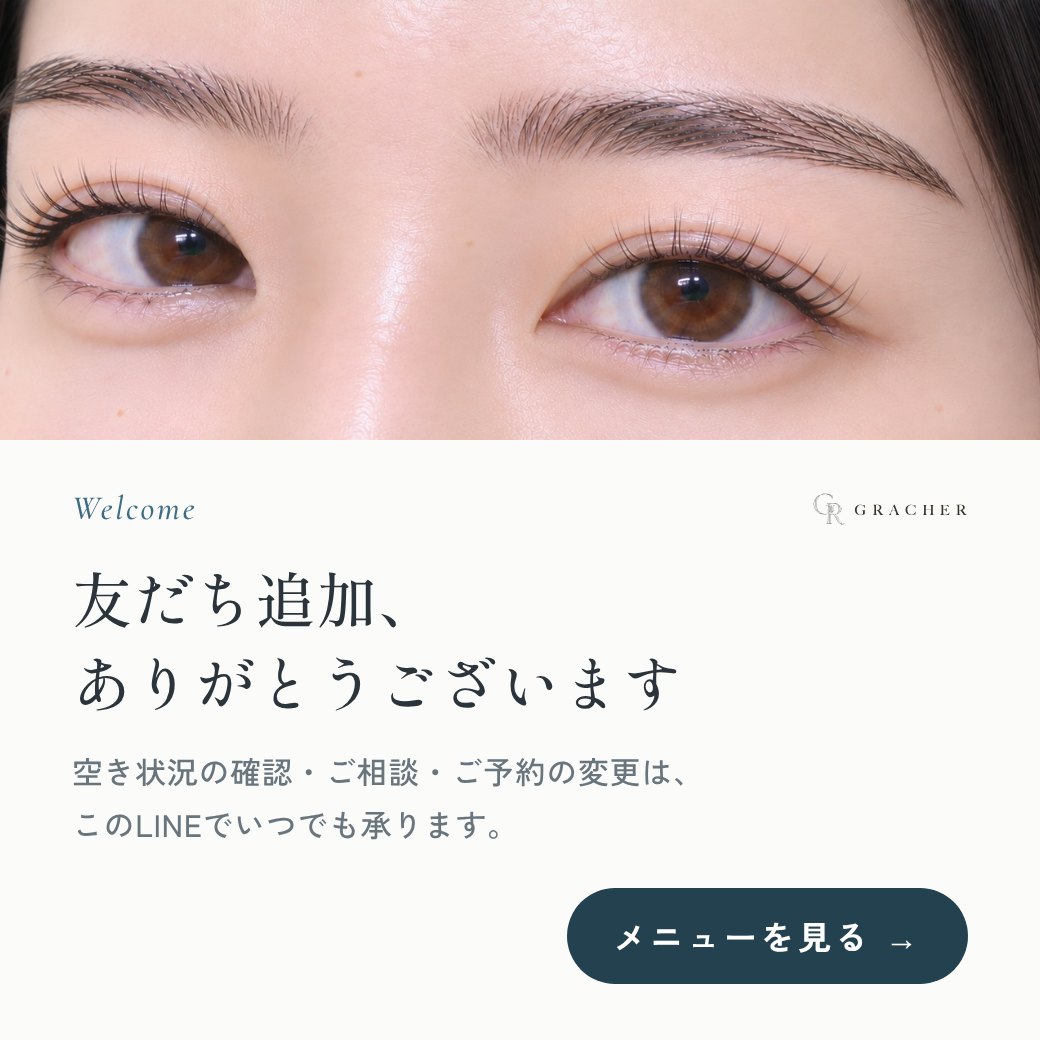 Welcome
GR GRACHER
友だち追加、
ありがとうございます
空き状況の確認・ご相談・ご予約の変更は、
このLINEでいつでも承ります。
メニューを見る →